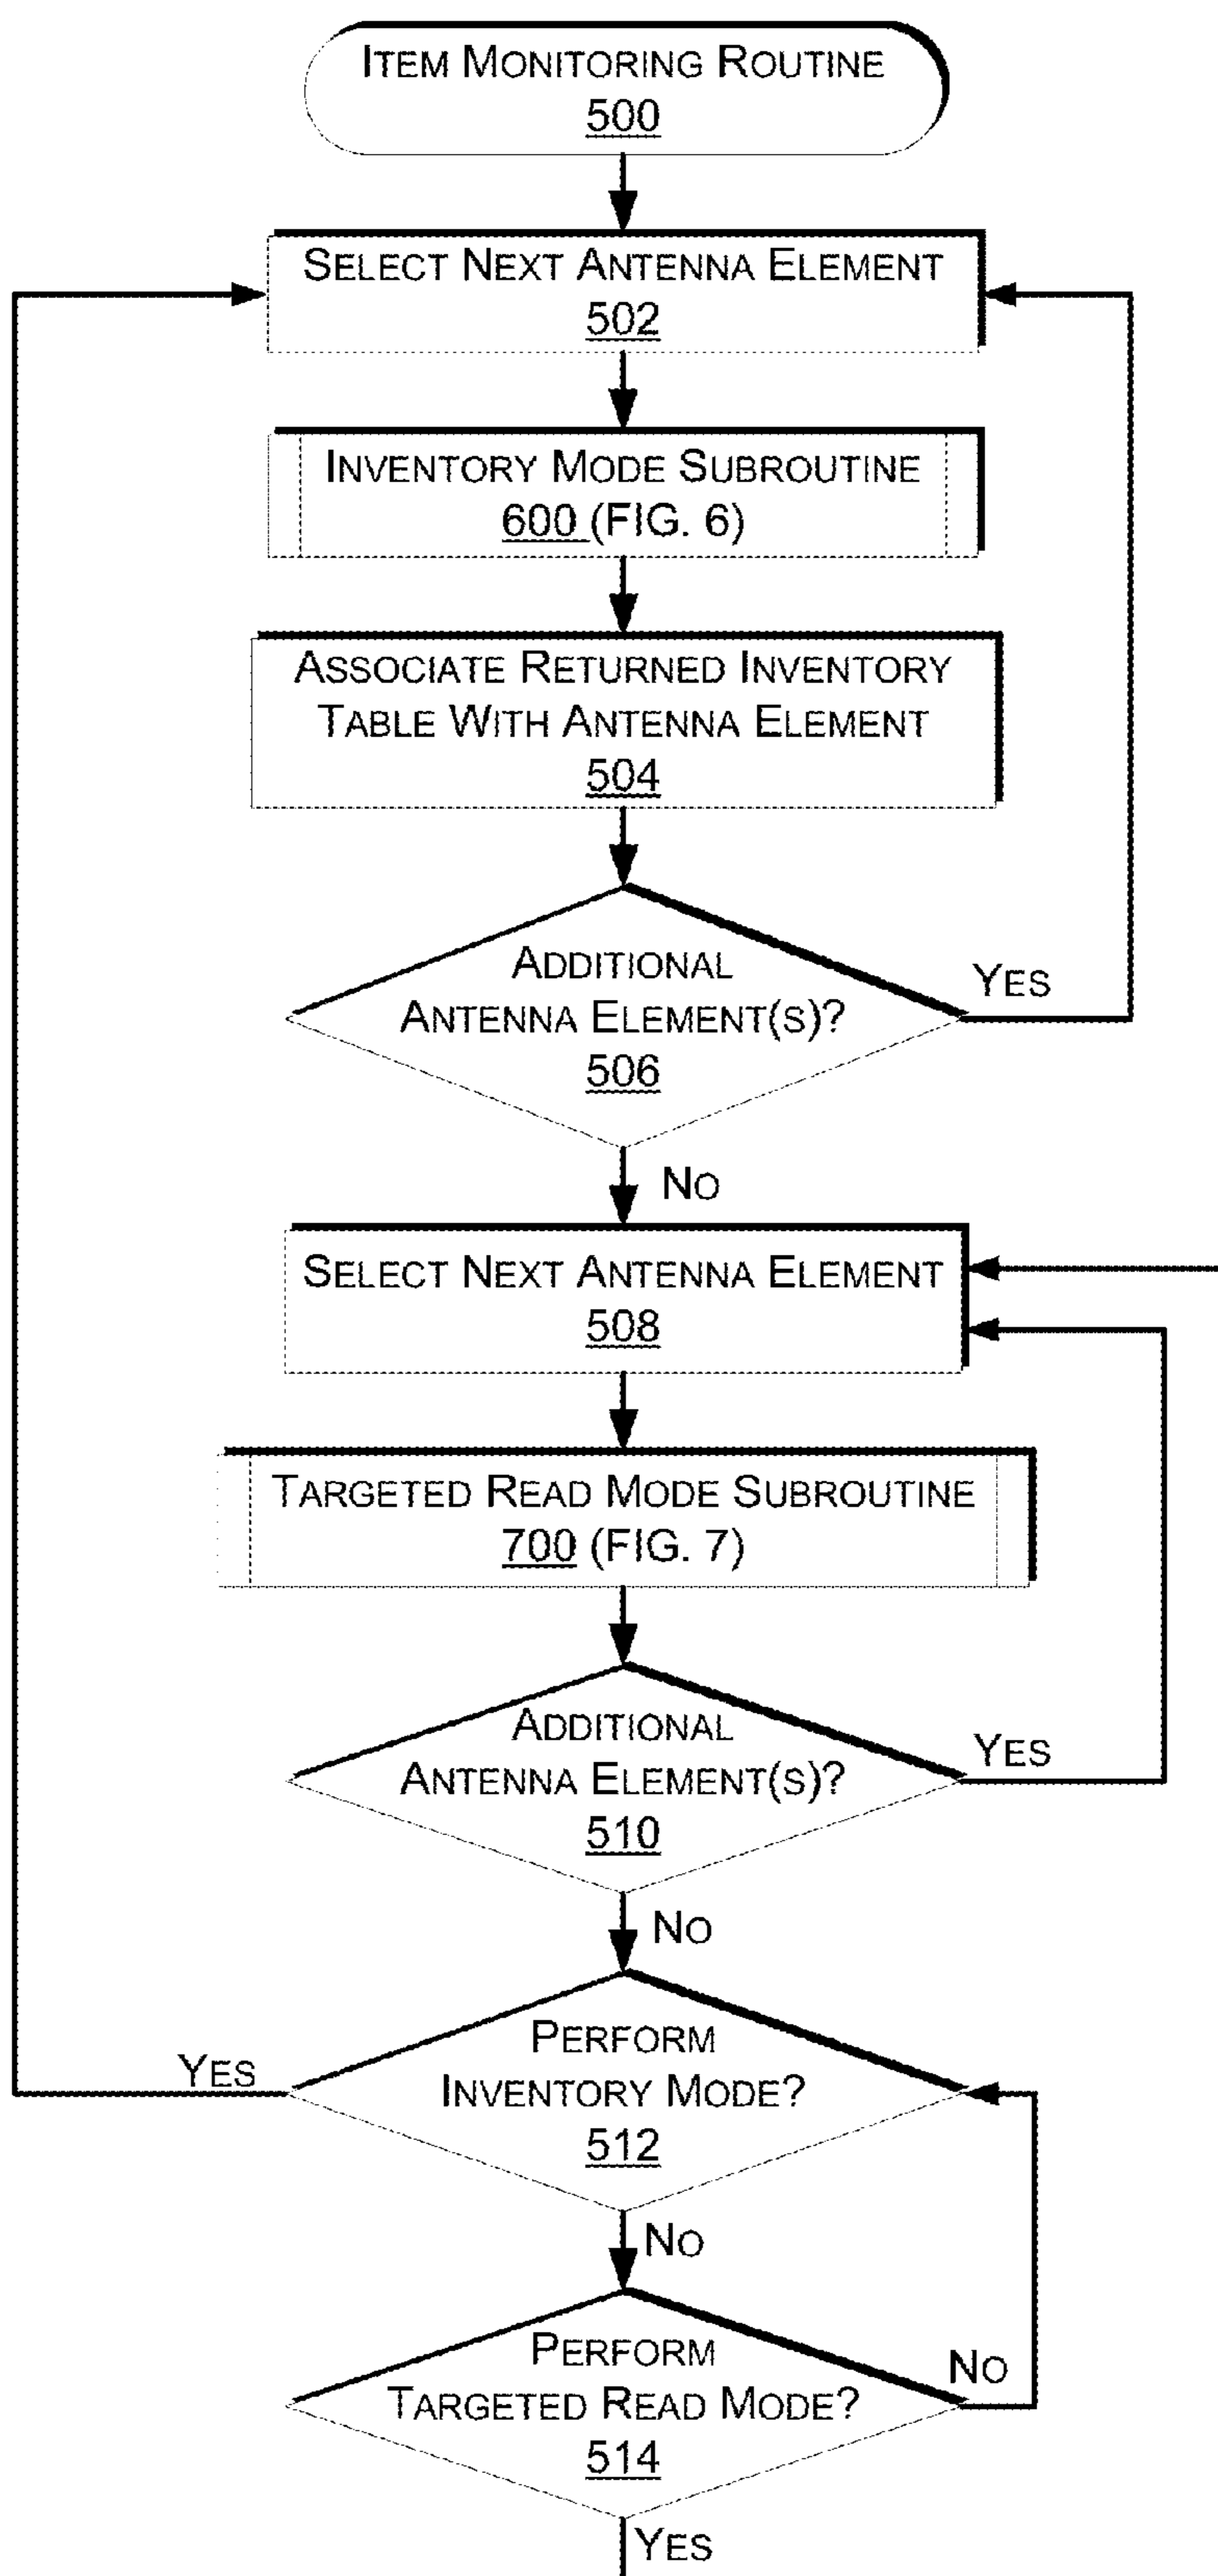 ITEM MONITORING ROUTINE
500
SELECT NEXT ANTENNA ELEMENT
502
INVENTORY MODE SUBROUTINE
600 (FIG. 6)
ASSOCIATE RETURNED INVENTORY
TABLE WITH ANTENNA ELEMENT
504
ADDITIONAL
ANTENNA ELEMENT(S)?
506
YES
NO
SELECT NEXT ANTENNA ELEMENT
508
TARGETED READ MODE SUBROUTINE
700 (FIG. 7)
ADDITIONAL
ANTENNA ELEMENT(S)?
510
YES
NO
PERFORM
INVENTORY MODE?
512
YES
NO
PERFORM
TARGETED READ MODE?
514
NO
YES